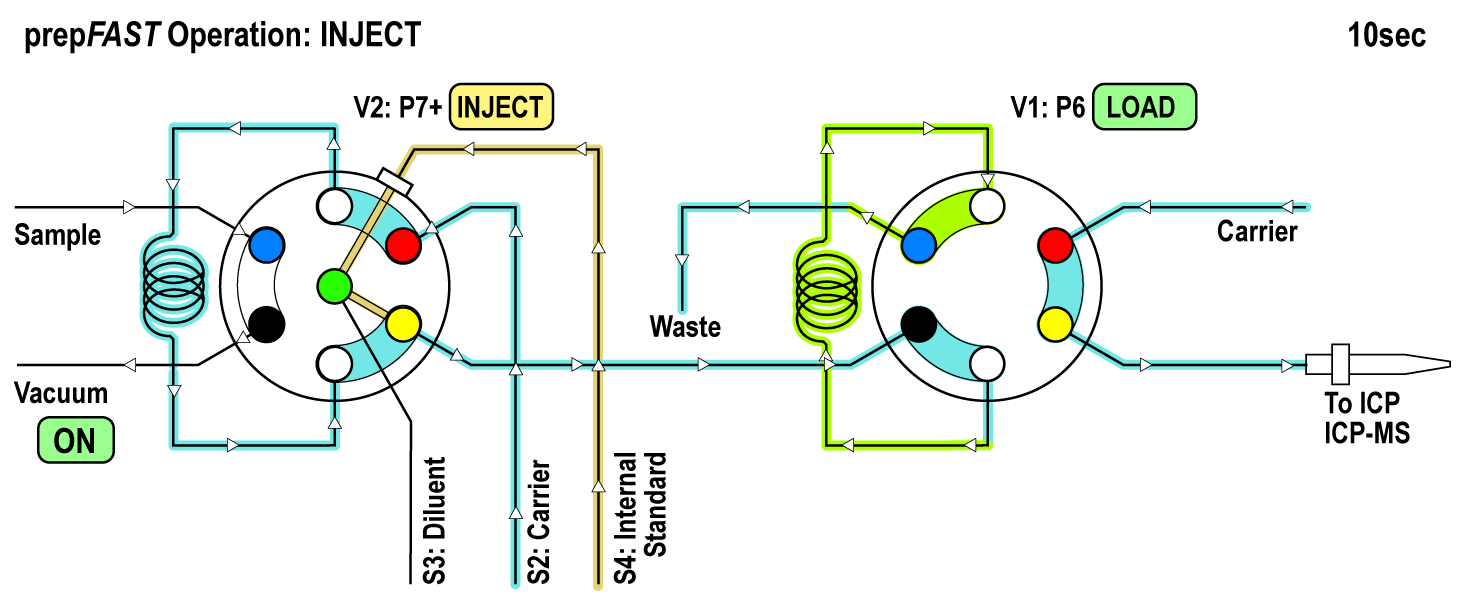 prepFAST Operation: INJECT
10sec
V2: P7+ INJECT
V1: P6 LOAD
Sample
Carrier
Waste
Vacuum
ON
To ICP
ICP-MS
S3: Diluent
S2: Carrier
S4: Internal
Standard